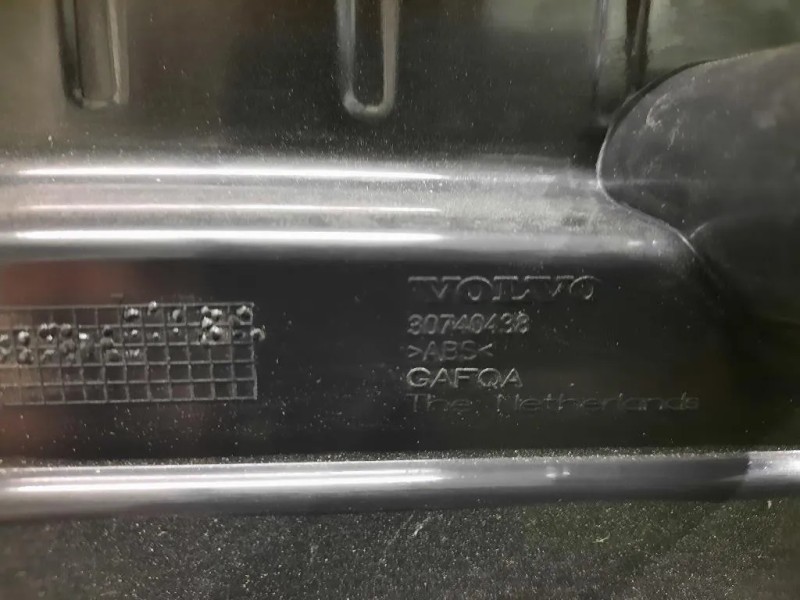 VOLVO
30740438
>ABS<
GAFQA
The Netherlands